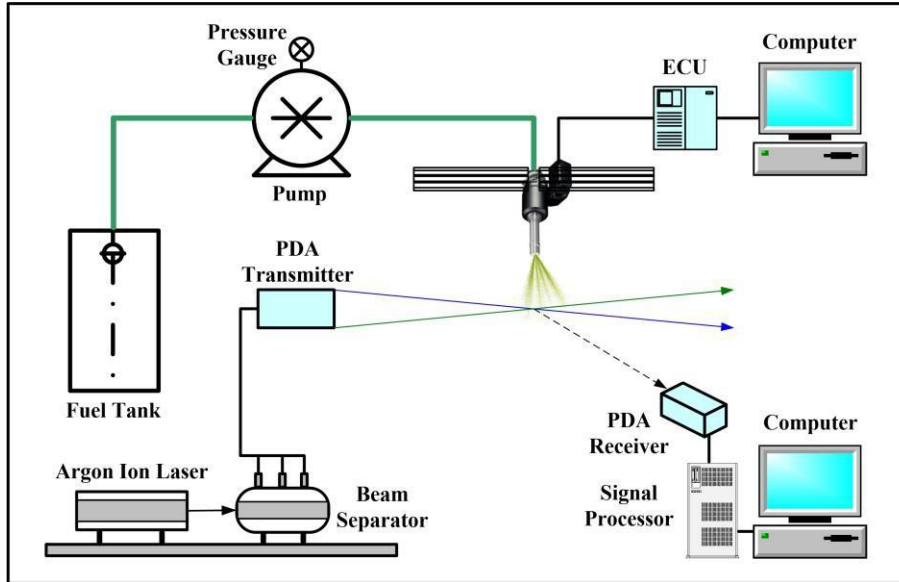 Pressure
Gauge
Computer
ECU
Pump
PDA
Transmitter
Fuel Tank
PDA
Receiver
Computer
Argon Ion Laser
Beam
Separator
Signal
Processor